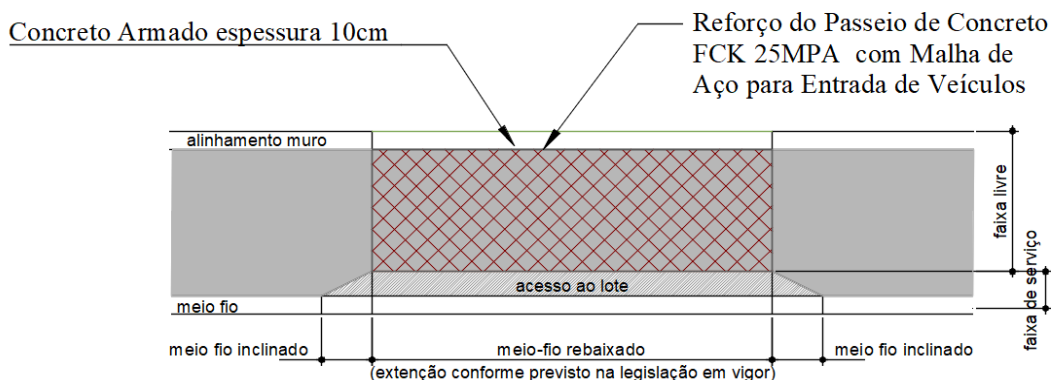 Concreto Armado espessura 10cm
Reforço do Passeio de Concreto
FCK 25MPA com Malha de
Aço para Entrada de Veículos
alinhamento muro
faixa livre
faixa de serviço
acesso ao lote
meio fio
meio fio inclinado
meio-fio rebaixado
meio fio inclinado
(extenção conforme previsto na legislação em vigor)